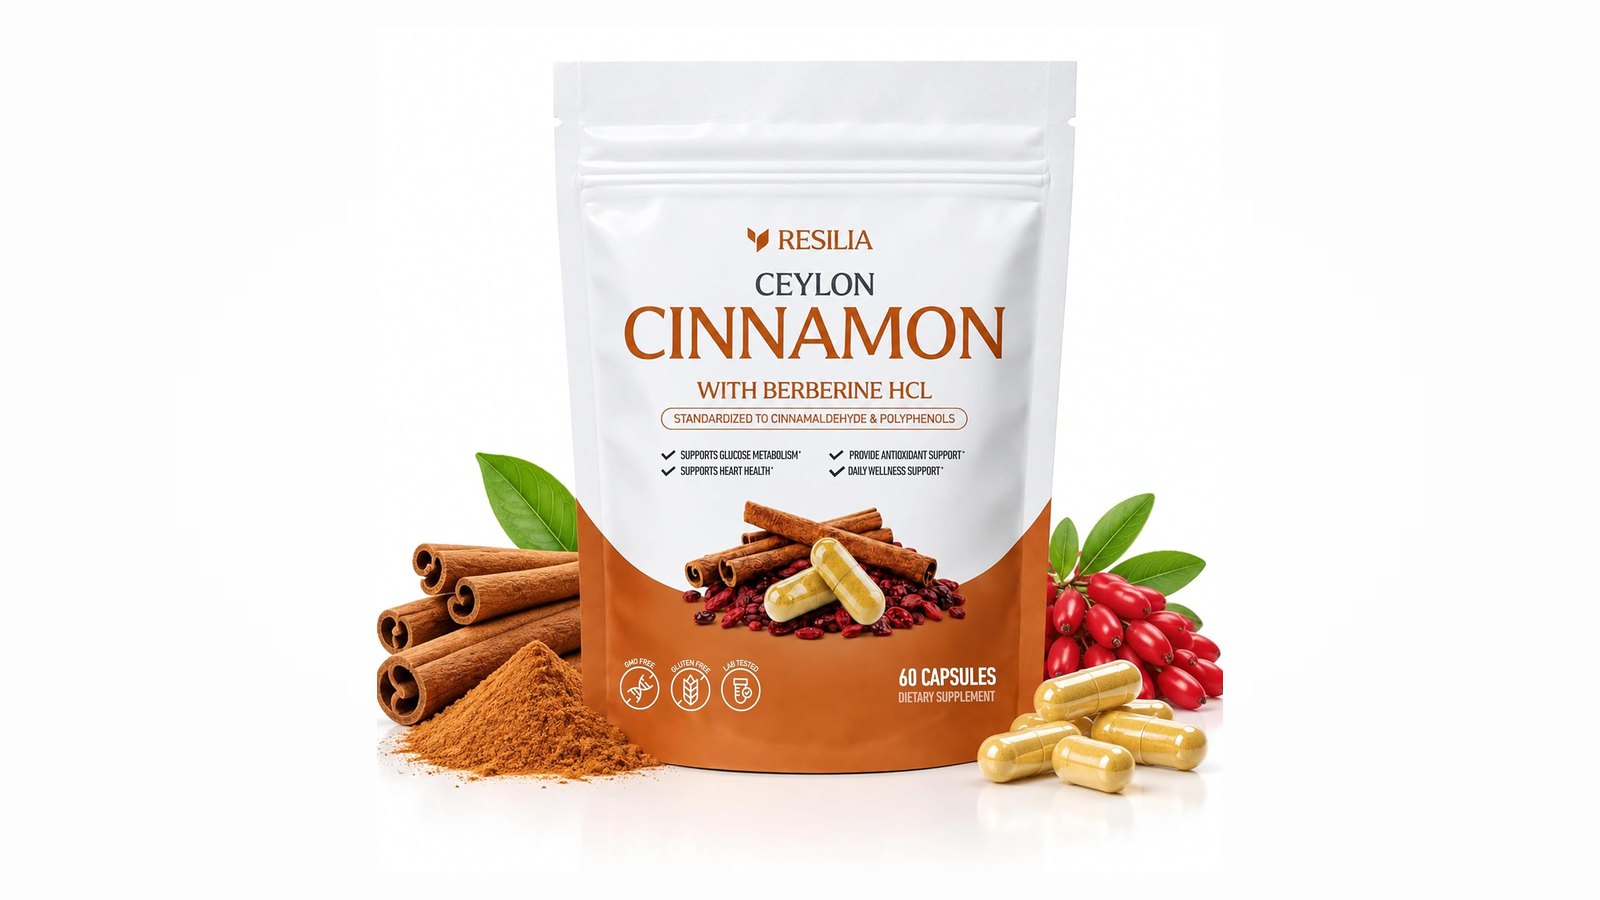 RESILIA
CEYLON
CINNAMON
WITH BERBERINE HCL
STANDARDIZED TO CINNAMALDEHYDE & POLYPHENOLS
SUPPORTS GLUCOSE METABOLISM*
SUPPORTS HEART HEALTH*
PROVIDE ANTIOXIDANT SUPPORT*
DAILY WELLNESS SUPPORT*
GMO FREE
GLUTEN FREE
LAB TESTED
60 CAPSULES
DIETARY SUPPLEMENT